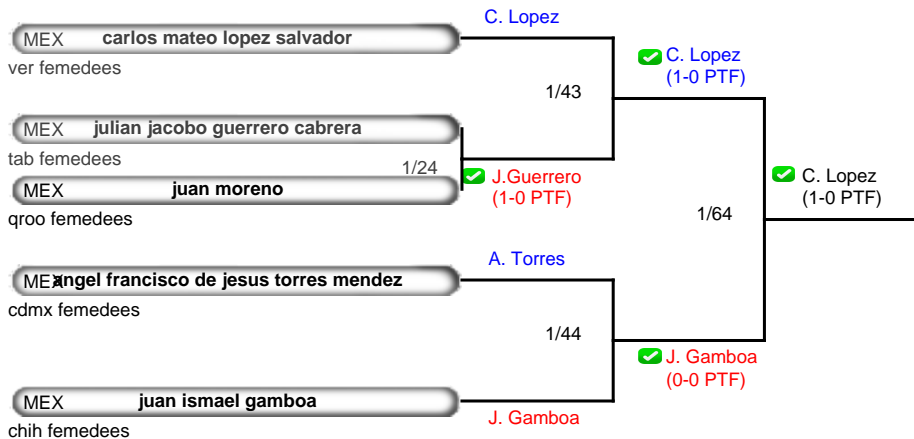 C. Lopez
MEX carlos mateo lopez salvador
ver femedees
C. Lopez
(1-0 PTF)
1/43
MEX julian jacobo guerrero cabrera
tab femedees
1/24
J.Guerrero
(1-0 PTF)
MEX juan moreno
qroo femedees
C. Lopez
(1-0 PTF)
1/64
A. Torres
MEX angel francisco de jesus torres mendez
cdmx femedees
1/44
J. Gamboa
(0-0 PTF)
MEX juan ismael gamboa
J. Gamboa
chih femedees